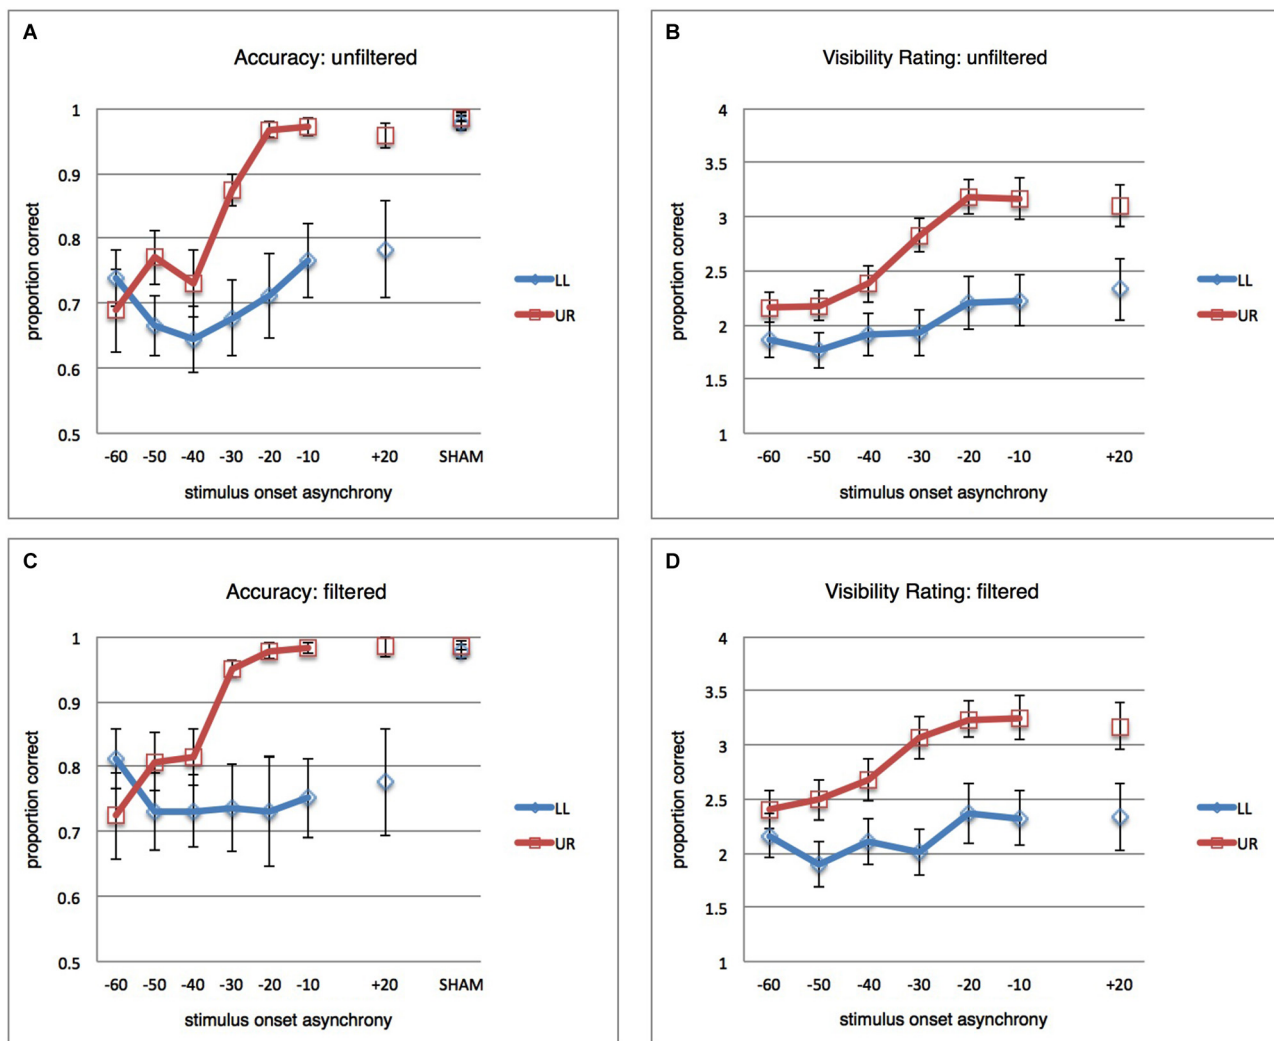 A
Accuracy: unfiltered
1
0.9
0.8
0.7
0.6
0.5
proportion correct
-60 -50 -40 -30 -20 -10 +20 SHAM
stimulus onset asynchrony
LL
UR
B
Visibility Rating: unfiltered
4
3.5
3
2.5
2
1.5
1
proportion correct
-60 -50 -40 -30 -20 -10 +20
stimulus onset asynchrony
LL
UR
C
Accuracy: filtered
1
0.9
0.8
0.7
0.6
0.5
proportion correct
-60 -50 -40 -30 -20 -10 +20 SHAM
stimulus onset asynchrony
LL
UR
D
Visibility Rating: filtered
4
3.5
3
2.5
2
1.5
1
proportion correct
-60 -50 -40 -30 -20 -10 +20
stimulus onset asynchrony
LL
UR